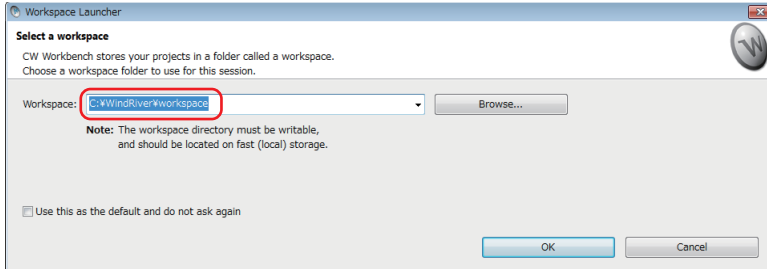 Workspace Launcher
Select a workspace
CW Workbench stores your projects in a folder called a workspace.
Choose a workspace folder to use for this session.
Workspace: C:¥WindRiver¥workspace Browse...
Note: The workspace directory must be writable,
and should be located on fast (local) storage.
Use this as the default and do not ask again
OK Cancel